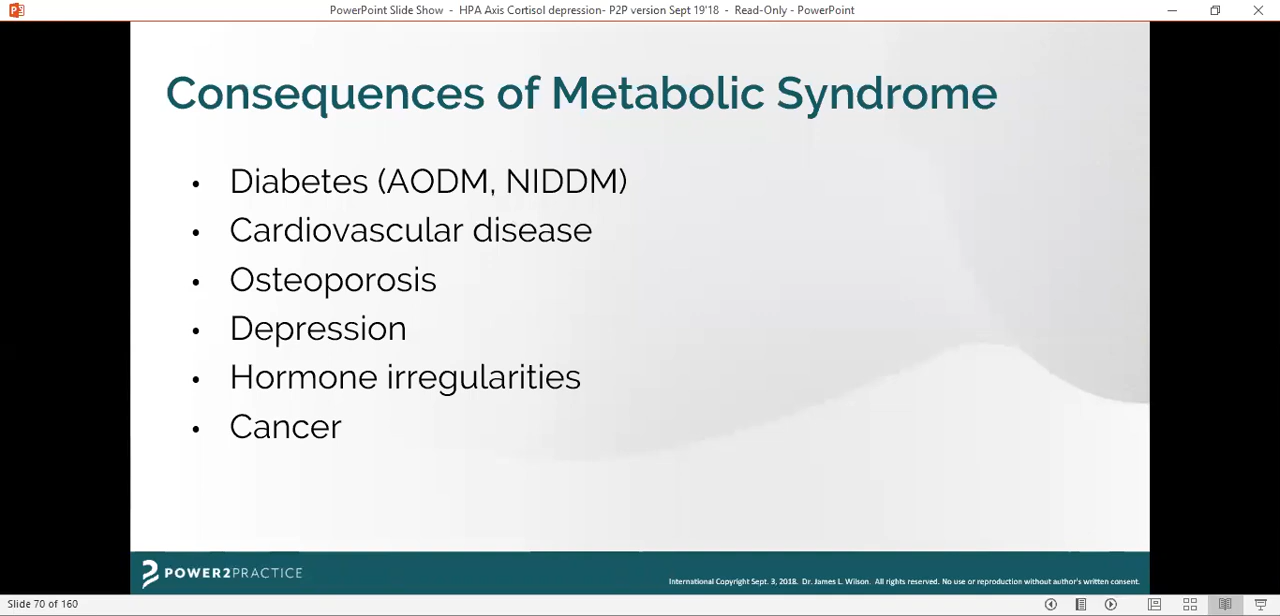 PowerPoint Slide Show - HPA Axis Cortisol depression- P2P version Sept 19'18 - Read-Only - PowerPoint
Consequences of Metabolic Syndrome
• Diabetes (AODM, NIDDM)
• Cardiovascular disease
• Osteoporosis
• Depression
• Hormone irregularities
• Cancer
POWER2PRACTICE
International Copyright Sept. 3, 2018. Dr. James L. Wilson. All rights reserved. No use or reproduction without author's written consent.
Slide 70 of 160